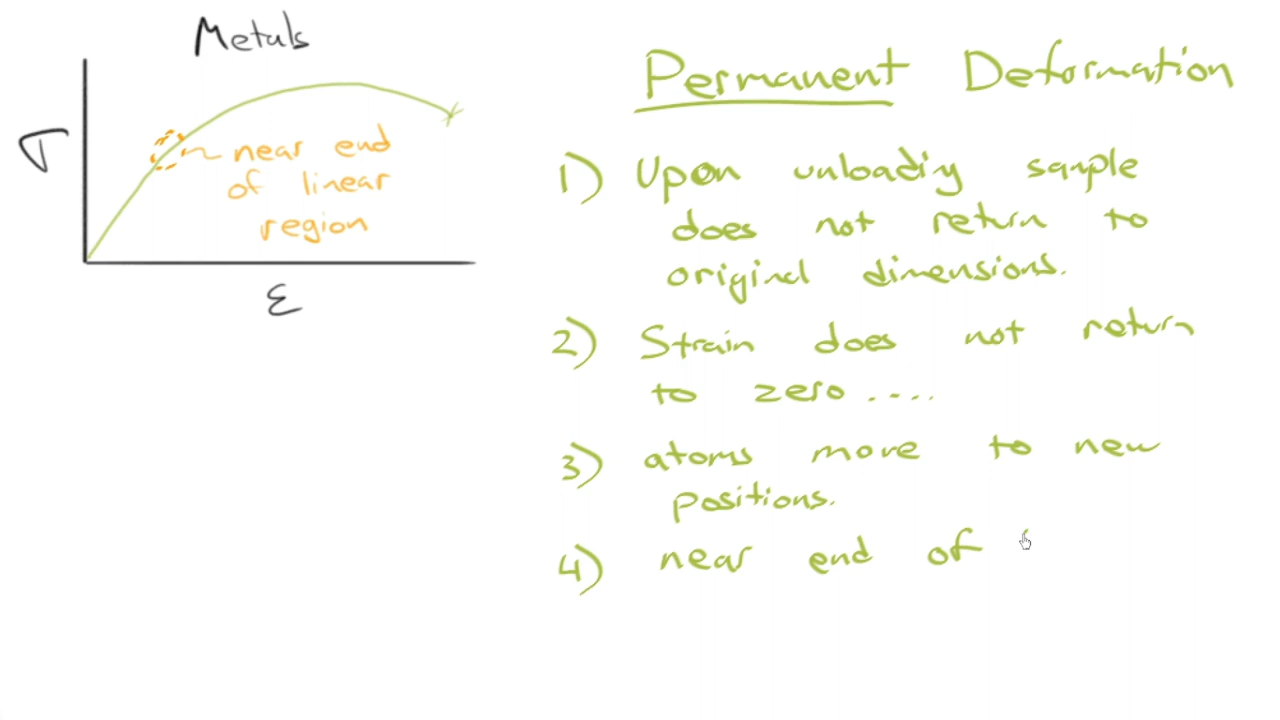 Metals
σ
near end
of linear
region
ε
Permanent Deformation
1) Upon unloading sample
does not return to
original dimensions.
2) Strain does not return
to zero .....
3) atoms move to new
positions.
4) near end of